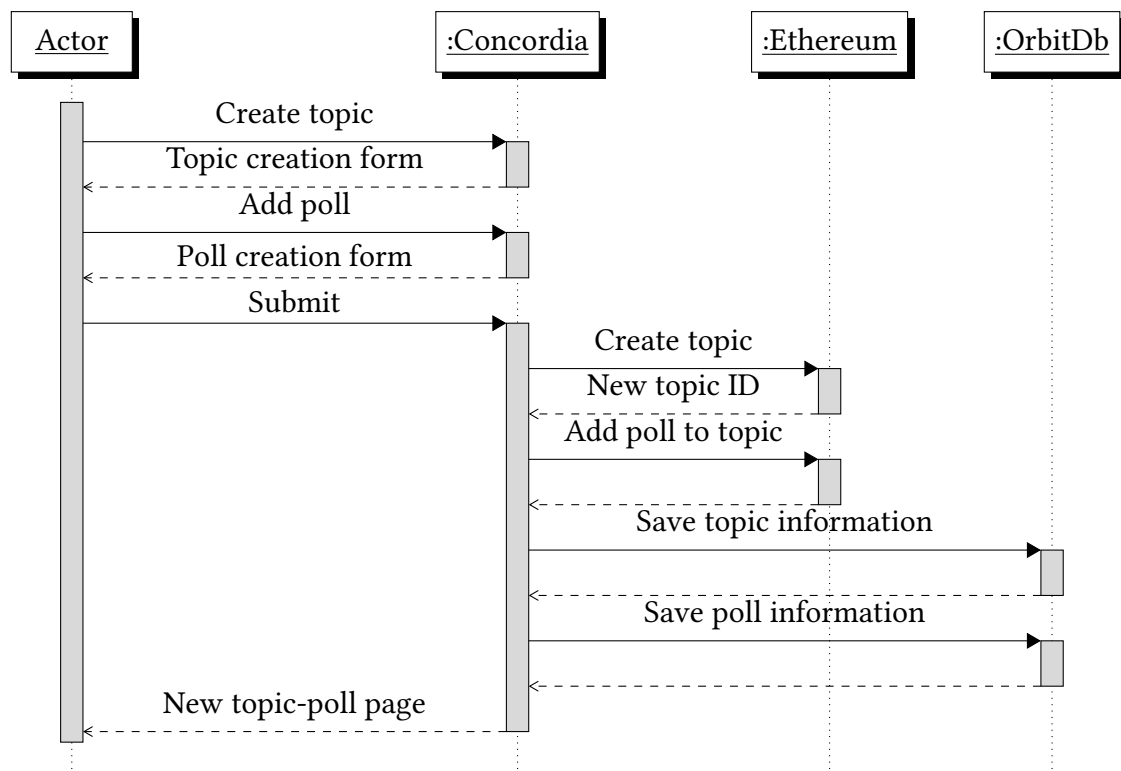 Actor
:Concordia
:Ethereum
:OrbitDb
Create topic
Topic creation form
Add poll
Poll creation form
Submit
Create topic
New topic ID
Add poll to topic
Save topic information
Save poll information
New topic-poll page